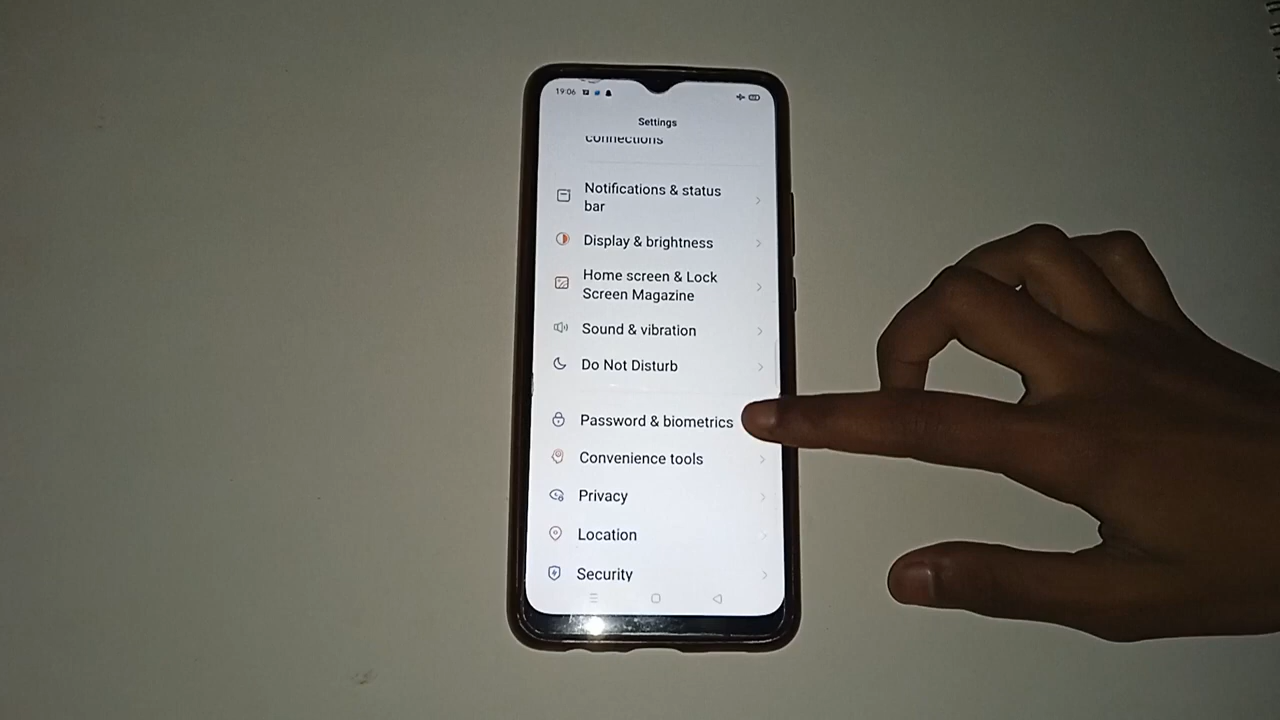 19:06
Settings
connections
Notifications & status
bar
Display & brightness
Home screen & Lock
Screen Magazine
Sound & vibration
Do Not Disturb
Password & biometrics
Convenience tools
Privacy
Location
Security